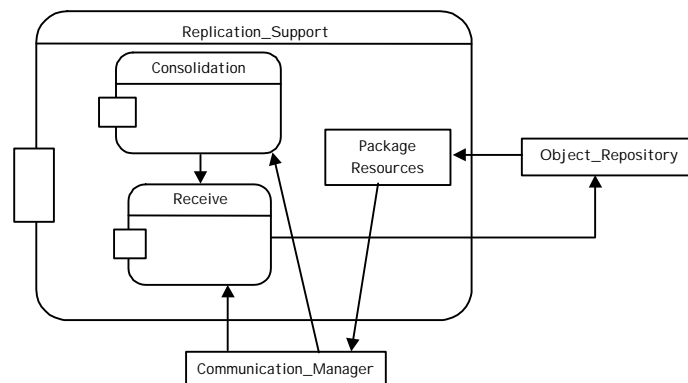 Replication_Support
Consolidation
Package
Resources
Object_Repository
Receive
Communication_Manager